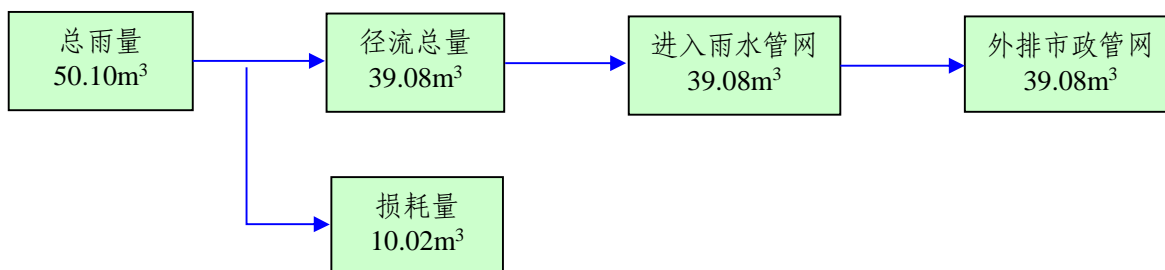 总雨量
50.10m³
径流总量
39.08m³
进入雨水管网
39.08m³
外排市政管网
39.08m³
损耗量
10.02m³